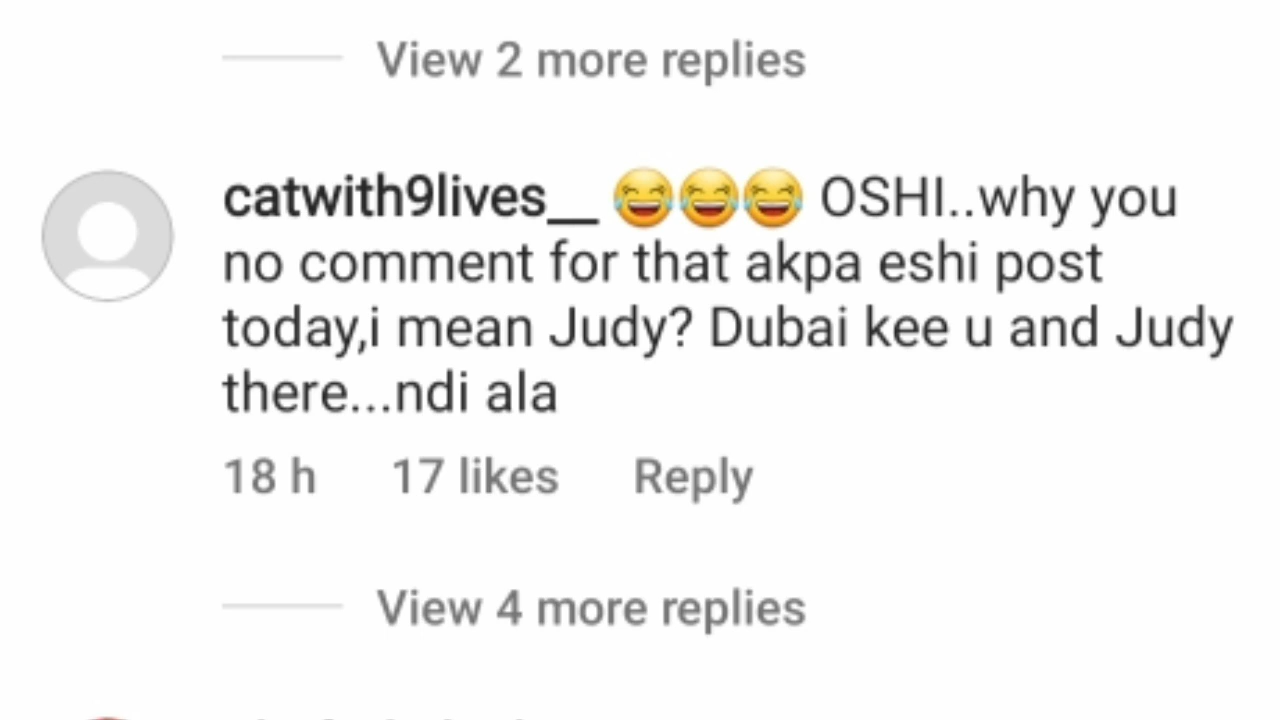 View 2 more replies
catwith9lives__ 😂😂😂 OSHI..why you
no comment for that akpa eshi post
today,i mean Judy? Dubai kee u and Judy
there...ndi ala
18 h 17 likes Reply
View 4 more replies